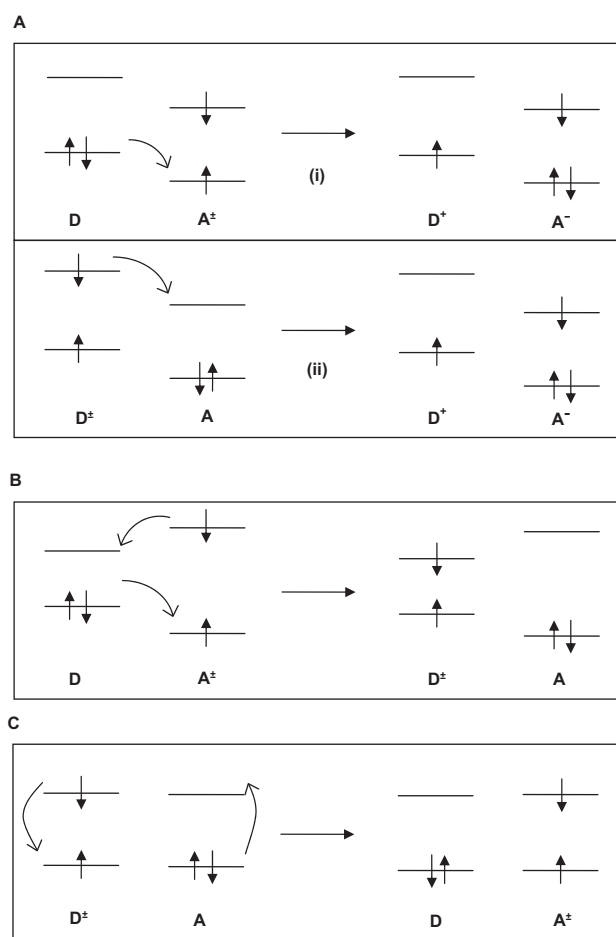 A
(i)
D A± D⁺ A⁻
(ii)
D± A D⁺ A⁻
B
D A± D± A
C
D± A D A±